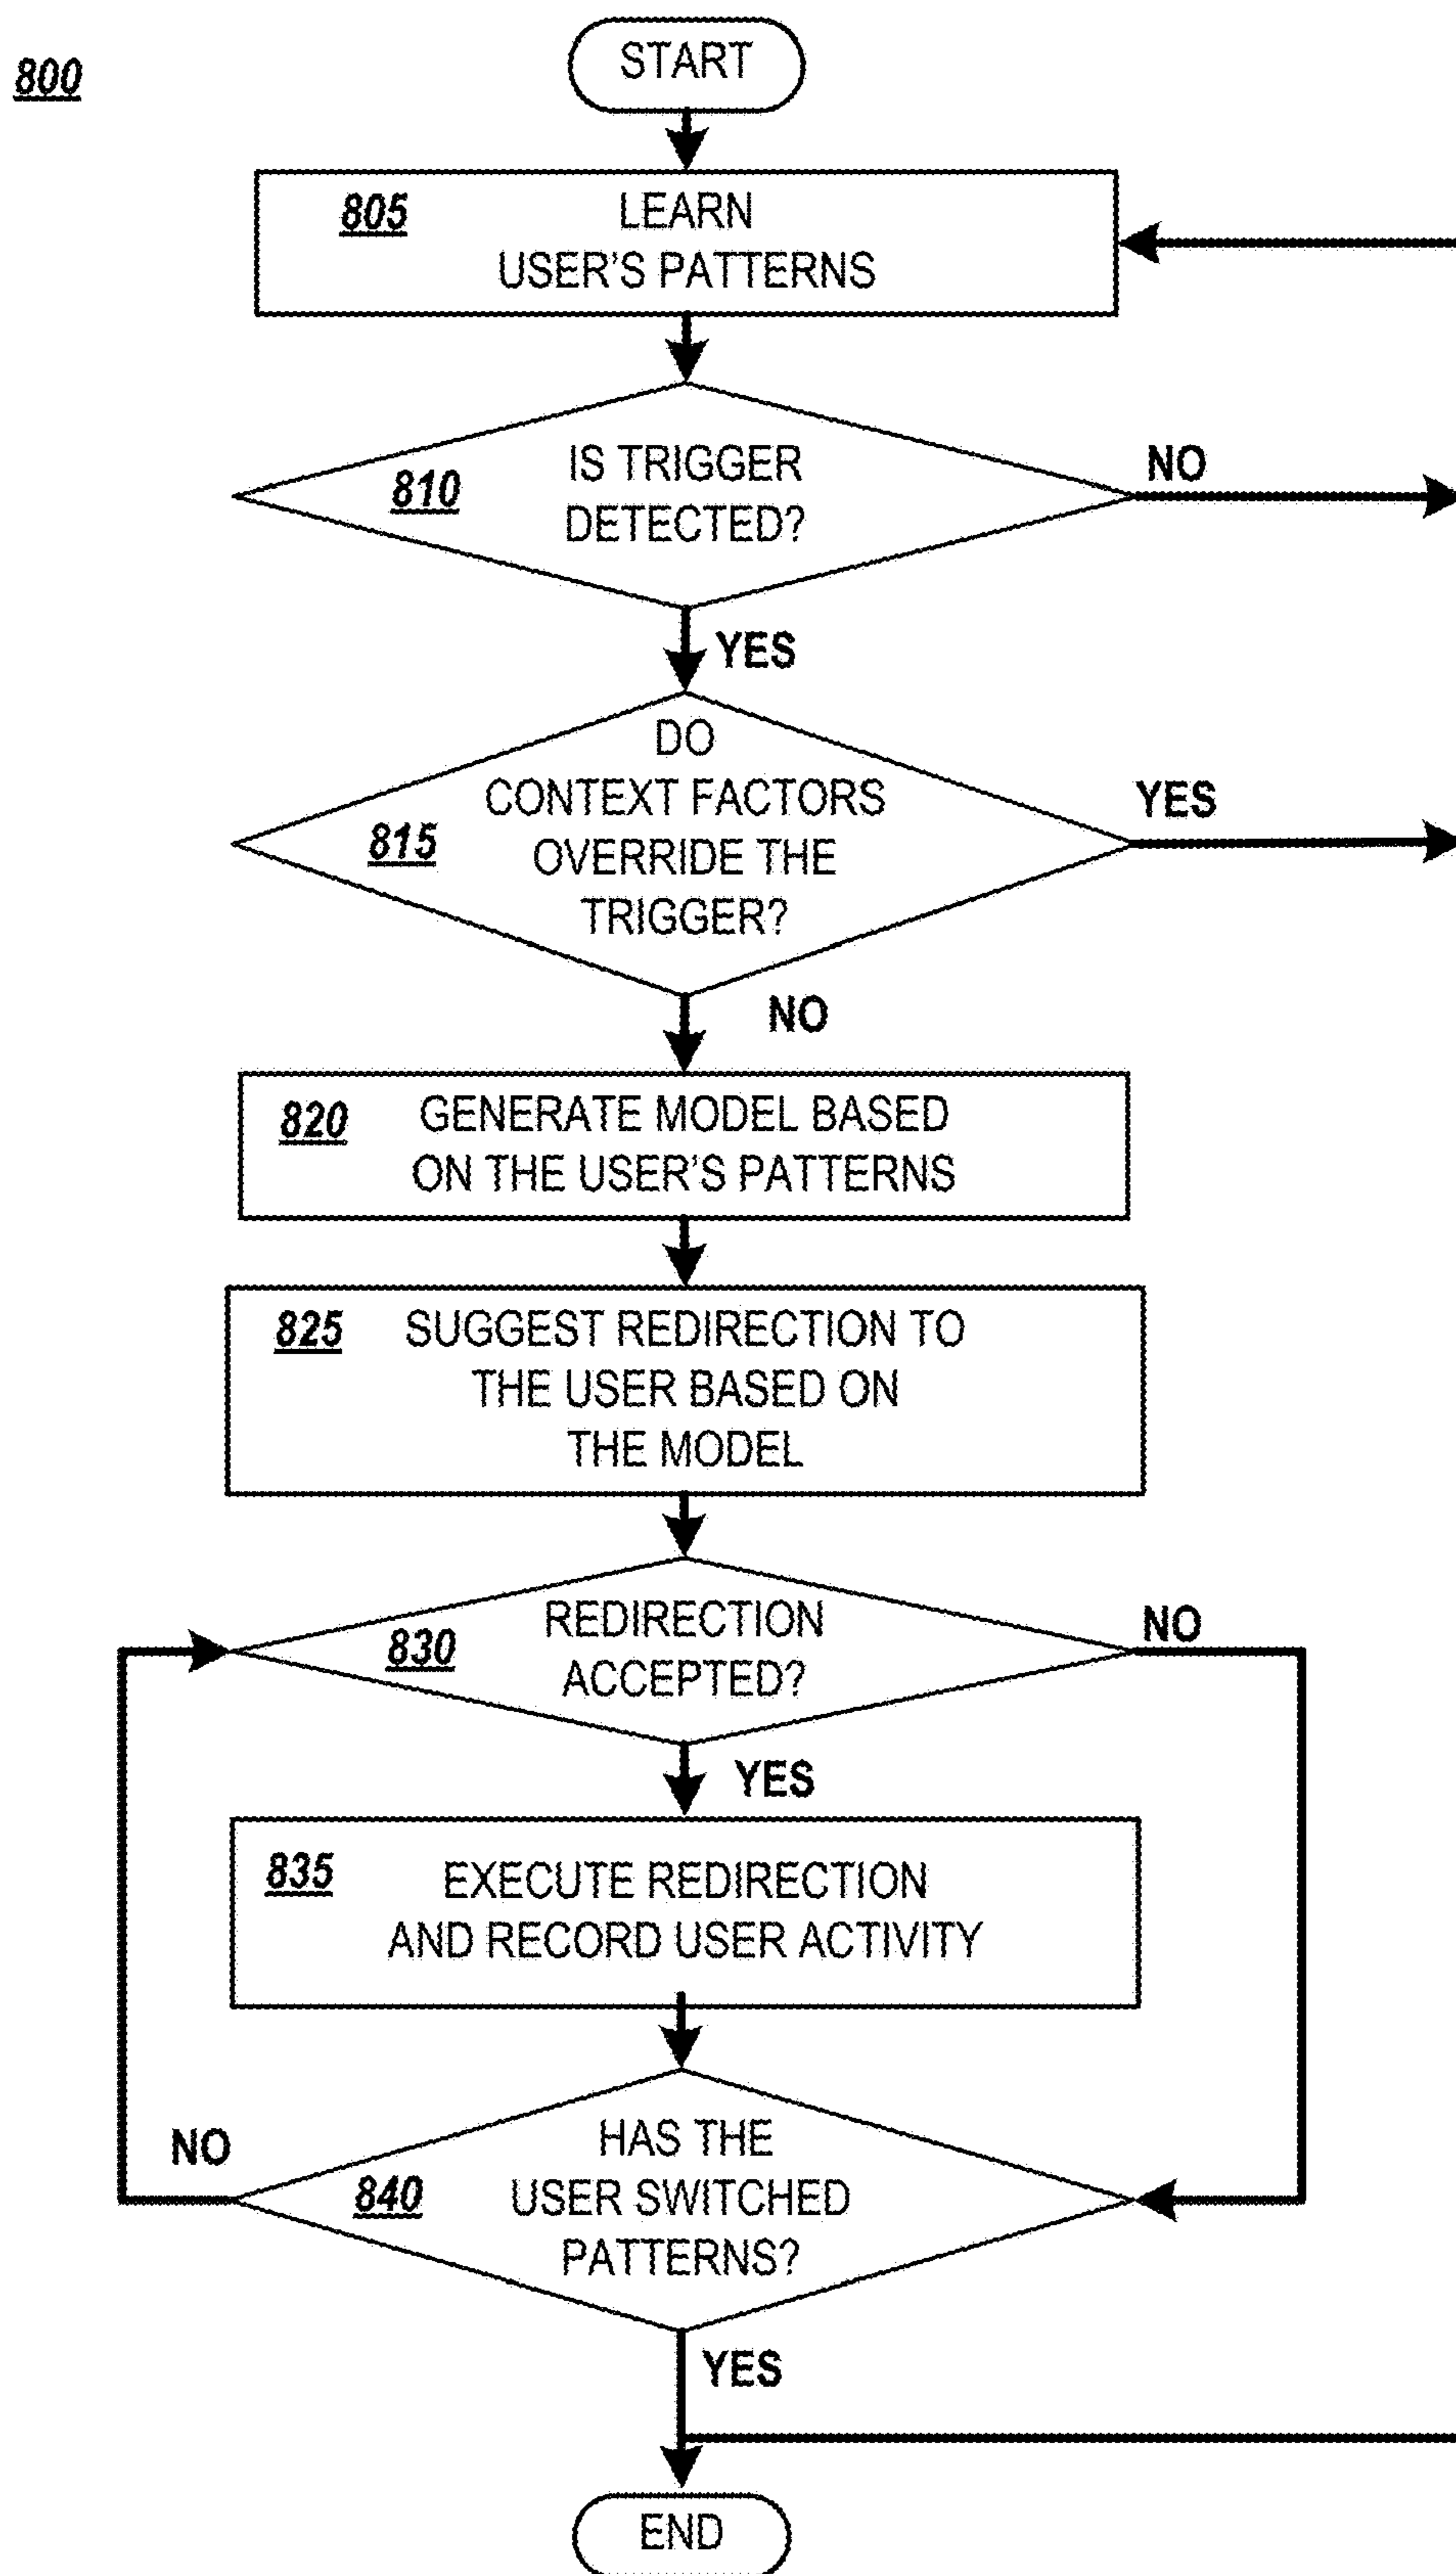 800
START
805
LEARN
USER'S PATTERNS
810
IS TRIGGER
DETECTED?
NO
YES
815
DO
CONTEXT FACTORS
OVERRIDE THE
TRIGGER?
YES
NO
820
GENERATE MODEL BASED
ON THE USER'S PATTERNS
825
SUGGEST REDIRECTION TO
THE USER BASED ON
THE MODEL
830
REDIRECTION
ACCEPTED?
NO
YES
835
EXECUTE REDIRECTION
AND RECORD USER ACTIVITY
NO
840
HAS THE
USER SWITCHED
PATTERNS?
YES
END